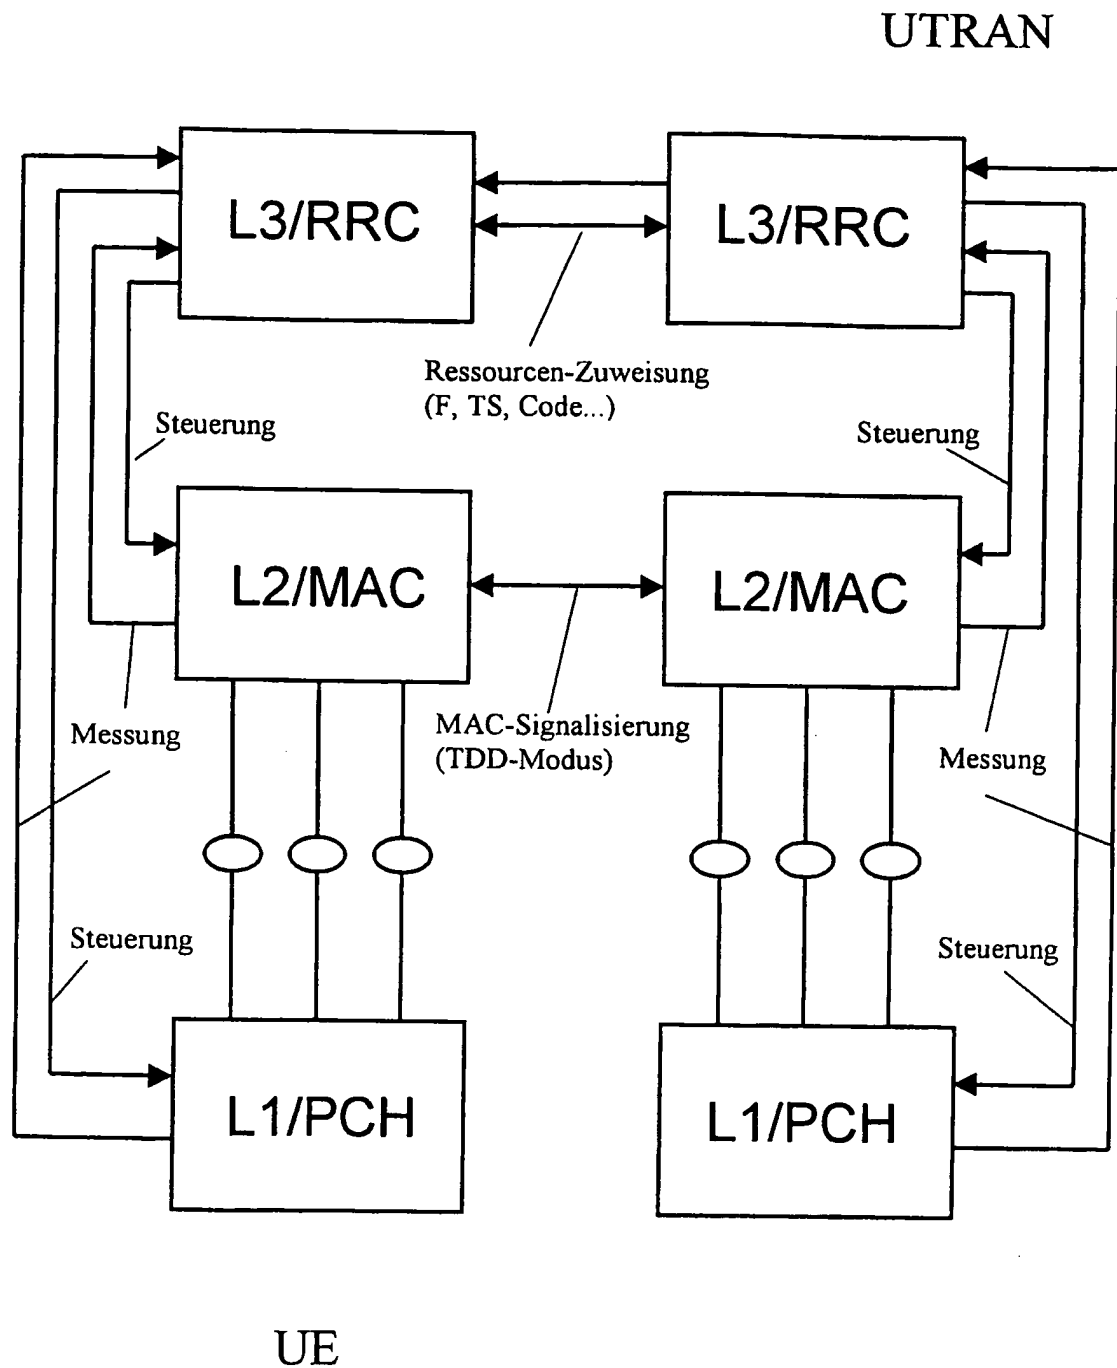 UTRAN
L3/RRC
L3/RRC
Ressourcen-Zuweisung
(F, TS, Code...)
Steuerung
Steuerung
L2/MAC
L2/MAC
MAC-Signalisierung
(TDD-Modus)
Messung
Messung
Steuerung
Steuerung
L1/PCH
L1/PCH
UE